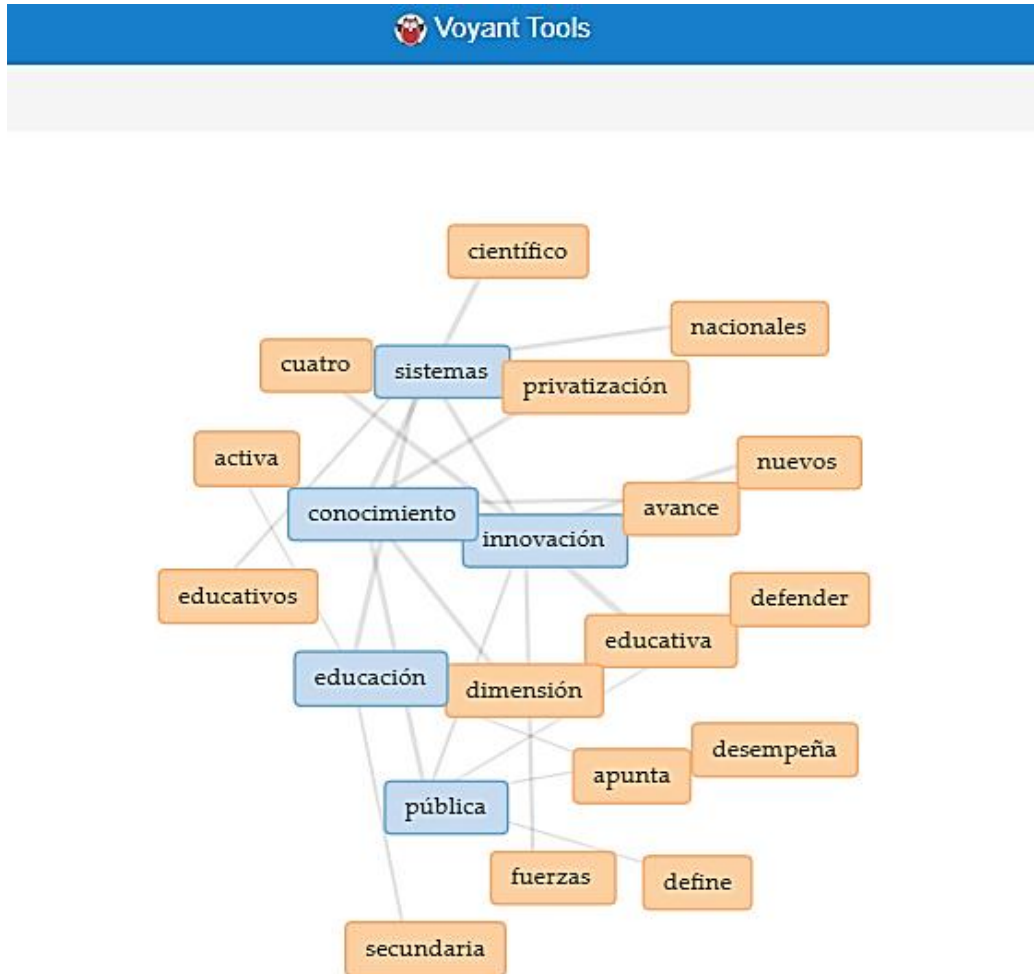 Voyant Tools
científico
nacionales
cuatro
sistemas
privatización
activa
nuevos
conocimiento
avance
innovación
educativos
defender
educativa
educación
dimensión
desempeña
apunta
pública
fuerzas
define
secundaria